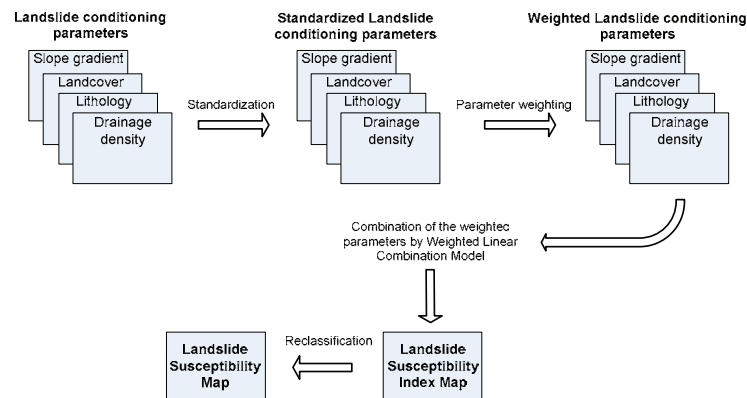 Landslide conditioning
parameters
Slope gradient
Landcover
Lithology
Drainage
density
Standardization
Standardized Landslide
conditioning parameters
Slope gradient
Landcover
Lithology
Drainage
density
Parameter weighting
Weighted Landslide conditioning
parameters
Slope gradient
Landcover
Lithology
Drainage
density
Combination of the weightec
parameters by Weighted Linear
Combination Model
Landslide
Susceptibility
Index Map
Reclassification
Landslide
Susceptibility
Map